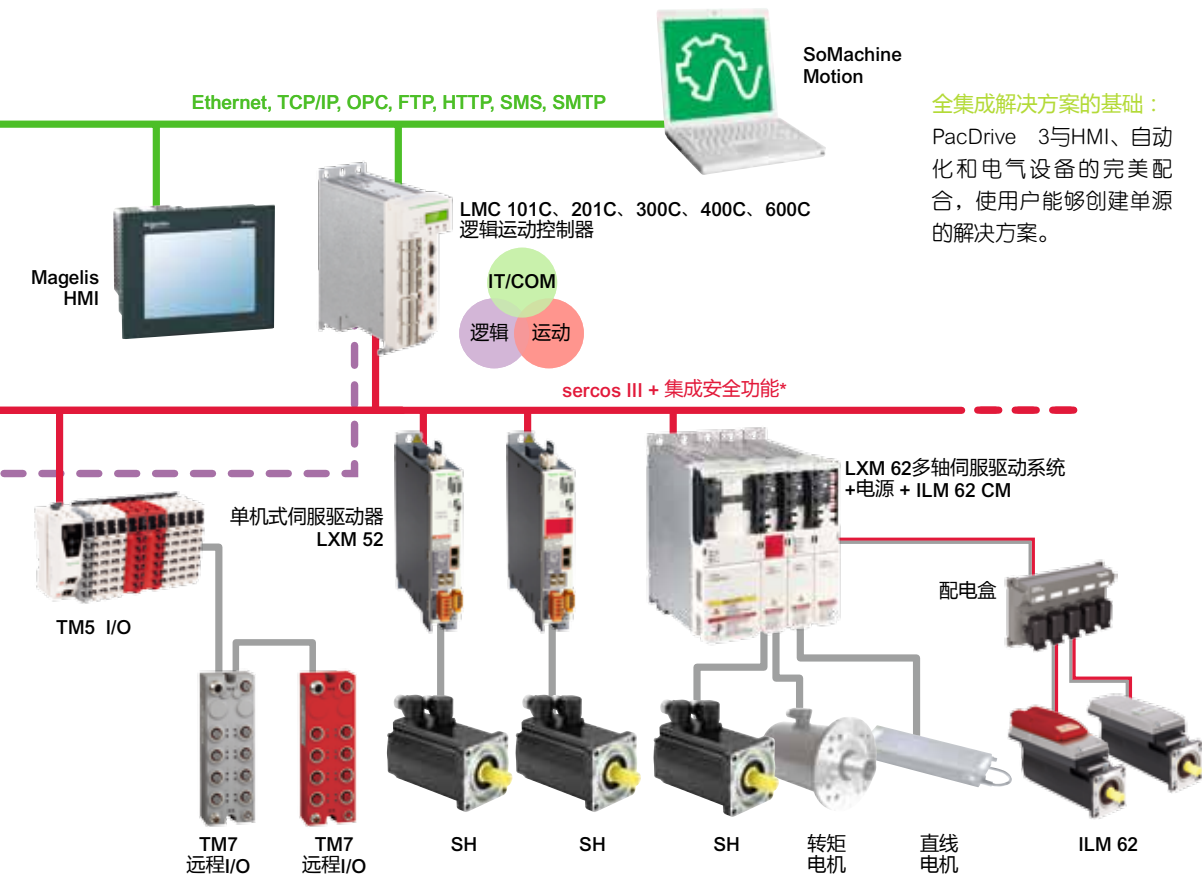 SoMachine
Motion
Ethernet, TCP/IP, OPC, FTP, HTTP, SMS, SMTP
全集成解决方案的基础：
PacDrive 3与HMI、自动
化和电气设备的完美配
合，使用户能够创建单源
的解决方案。
LMC 101C、201C、300C、400C、600C
逻辑运动控制器
Magelis
HMI
IT/COM
逻辑
运动
sercos III + 集成安全功能*
LXM 62多轴伺服驱动系统
+电源 + ILM 62 CM
单机式伺服驱动器
LXM 52
配电盒
TM5 I/O
TM7
远程I/O
TM7
远程I/O
SH
SH
SH
转矩
电机
直线
电机
ILM 62